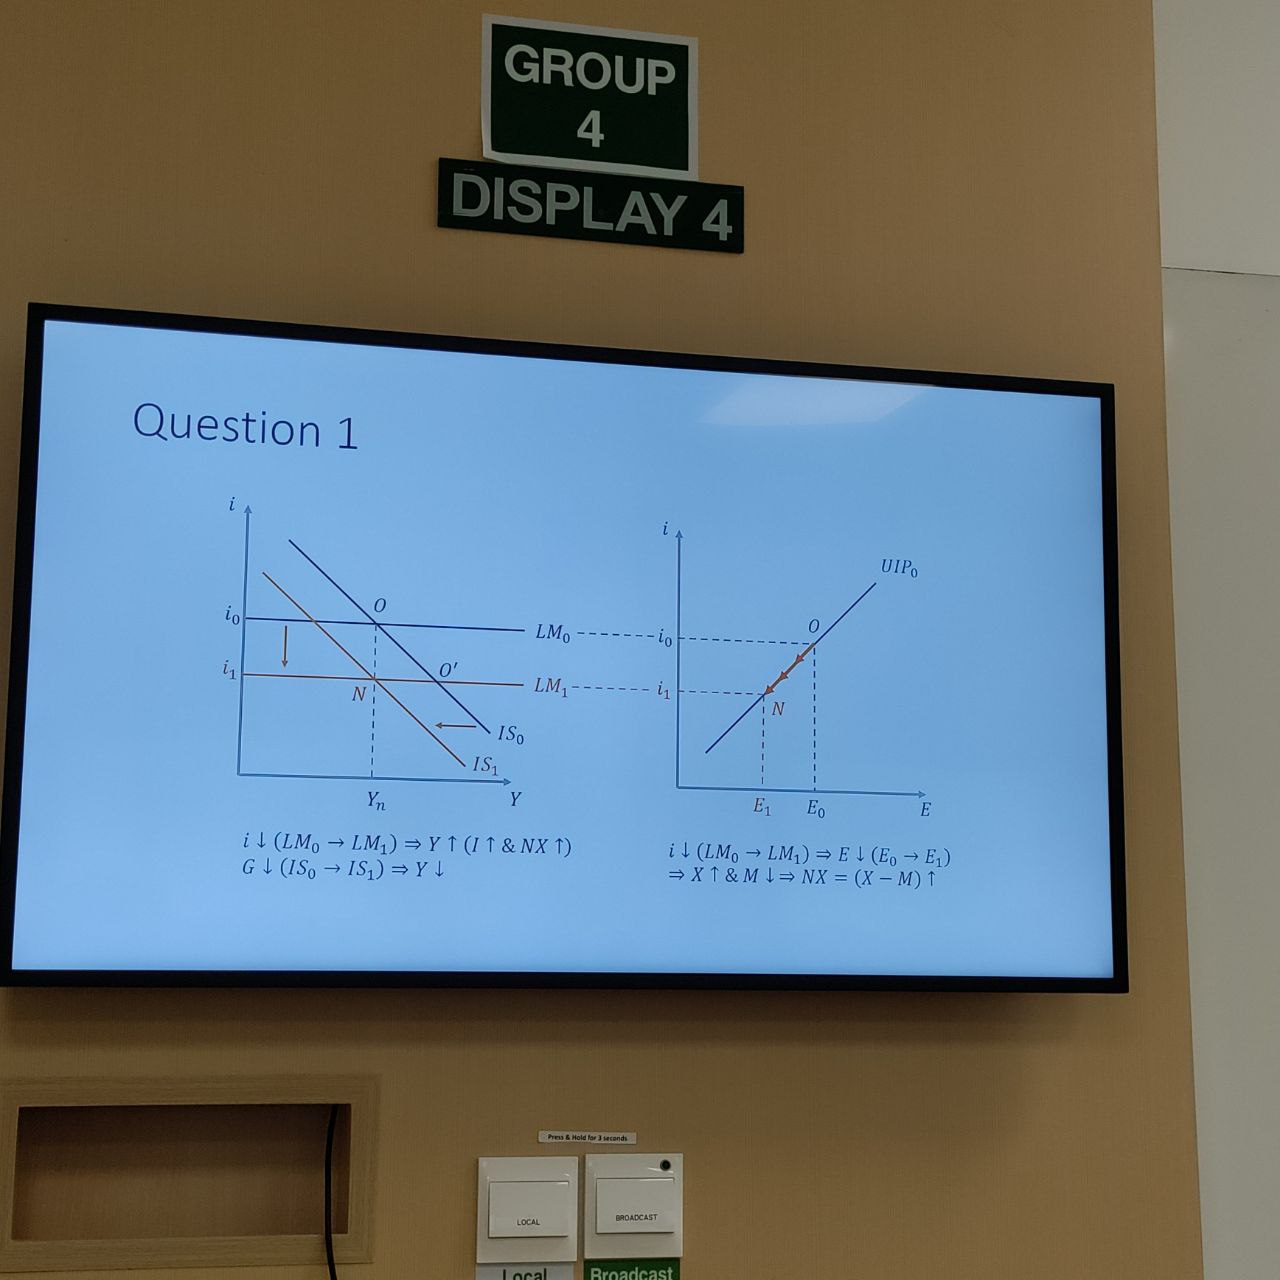 GROUP
4
DISPLAY 4
Question 1
i
i₀
i₁
O
O′
N
LM₀
LM₁
IS₀
IS₁
Yₙ
Y
i ↓ (LM₀ → LM₁) ⇒ Y ↑ (I ↑ & NX ↑)
G ↓ (IS₀ → IS₁) ⇒ Y ↓
i
UIP₀
i₀
O
i₁
N
E₁
E₀
E
i ↓ (LM₀ → LM₁) ⇒ E ↓ (E₀ → E₁)
⇒ X ↑ & M ↓ ⇒ NX = (X − M) ↑
Press & Hold for 3 seconds
LOCAL
BROADCAST
Local
Broadcast